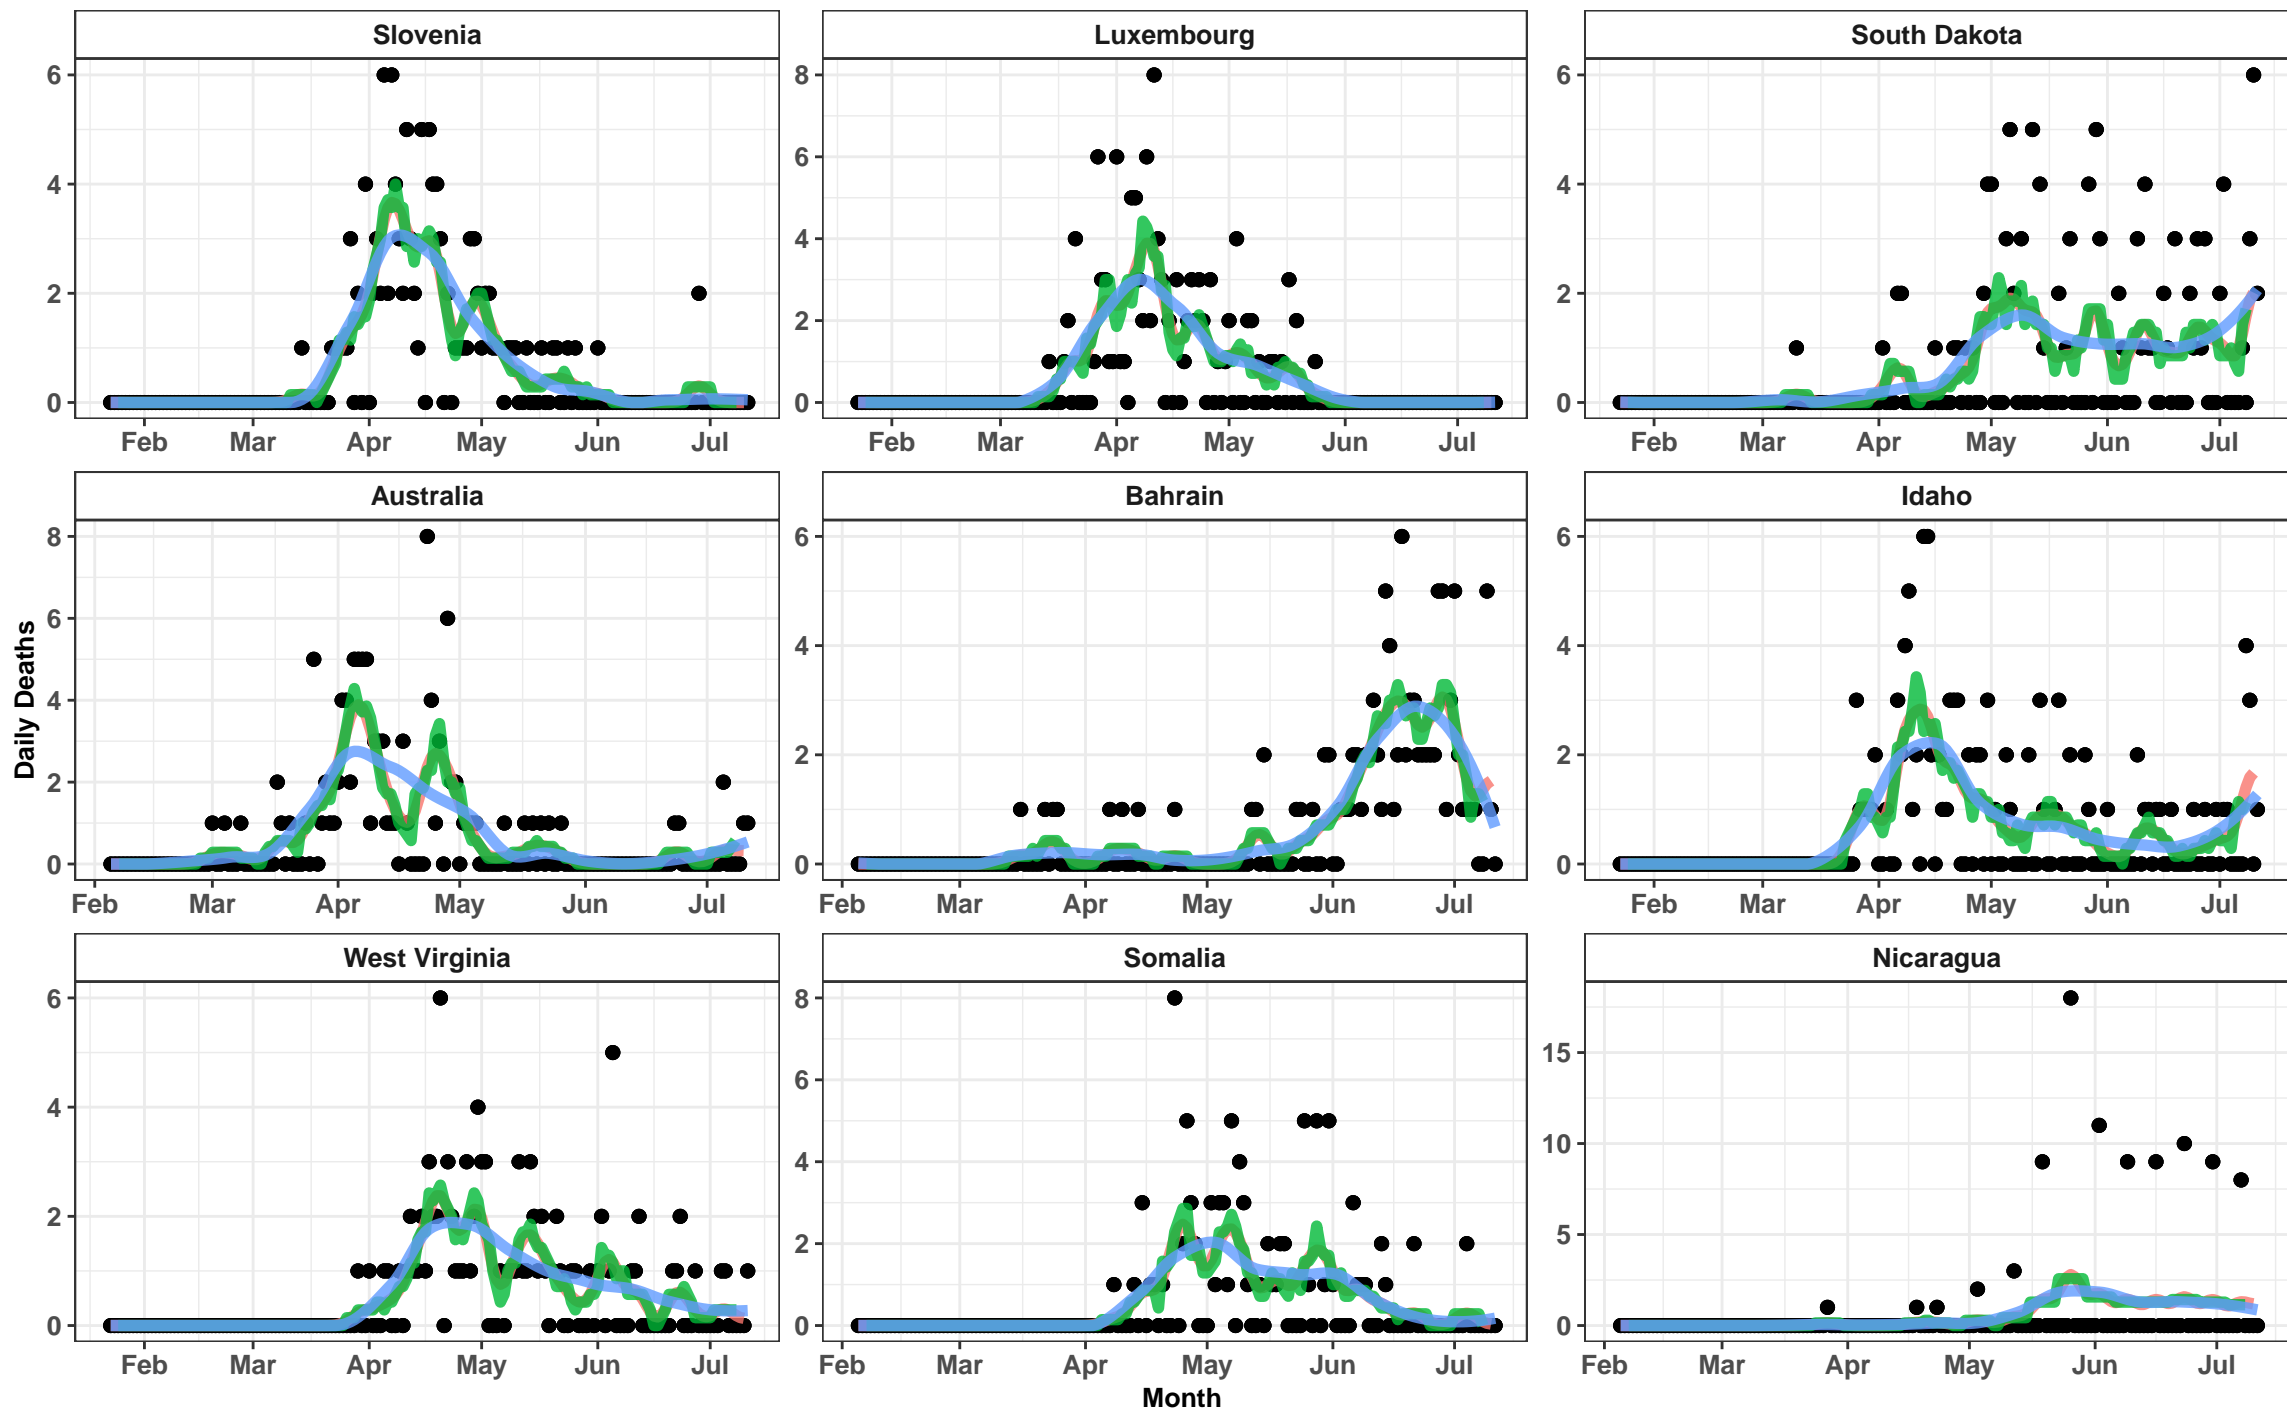 Slovenia Luxembourg South Dakota
6 8 6
6
4 4
4
2 2
2
0 0 0
Feb Mar Apr May Jun Jul Feb Mar Apr May Jun Jul Feb Mar Apr May Jun Jul
Australia Bahrain Idaho
8 6 6
6
4 4
4
2 2
2
0 0 0
Feb Mar Apr May Jun Jul Feb Mar Apr May Jun Jul Feb Mar Apr May Jun Jul
Daily Deaths
West Virginia Somalia Nicaragua
6 8
15
6
4
10
4
2
2 5
0 0 0
Feb Mar Apr May Jun Jul Feb Mar Apr May Jun Jul Feb Mar Apr May Jun Jul
Month